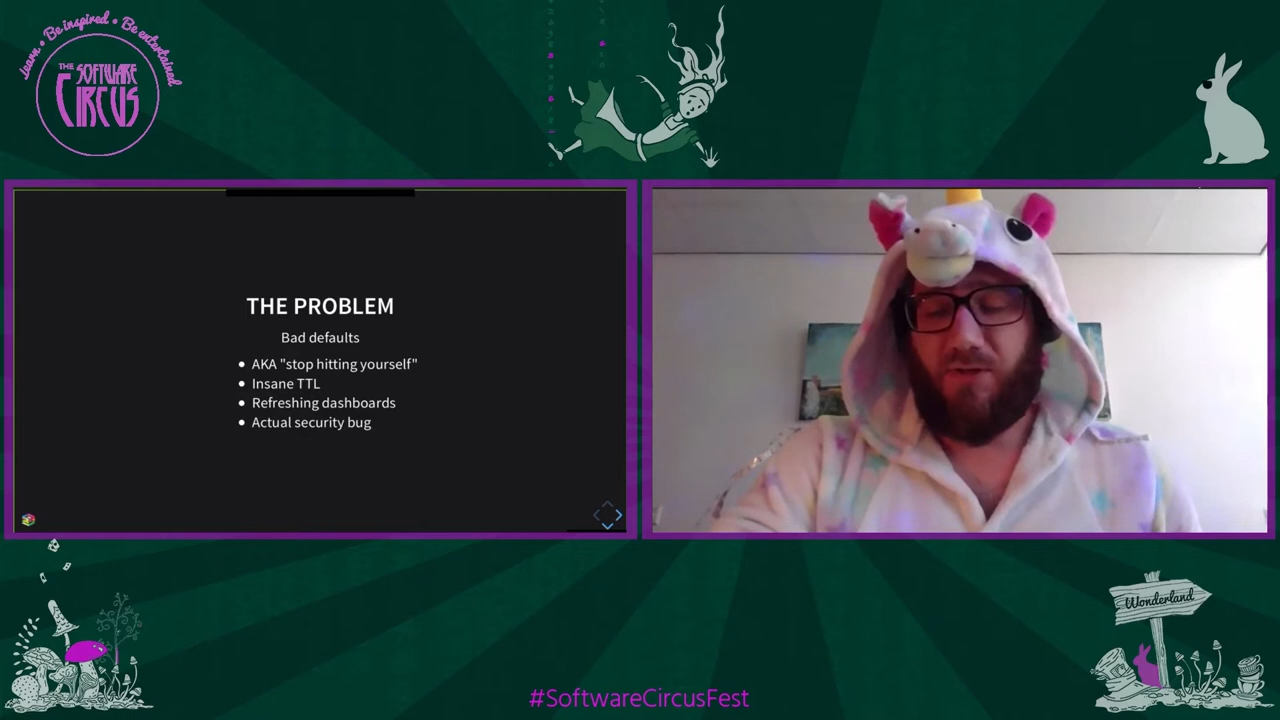 Learn • Be inspired • Be entertained
THE SOFTWARE
CIRCUS
THE PROBLEM
Bad defaults
• AKA "stop hitting yourself"
• Insane TTL
• Refreshing dashboards
• Actual security bug
Wonderland
#SoftwareCircusFest